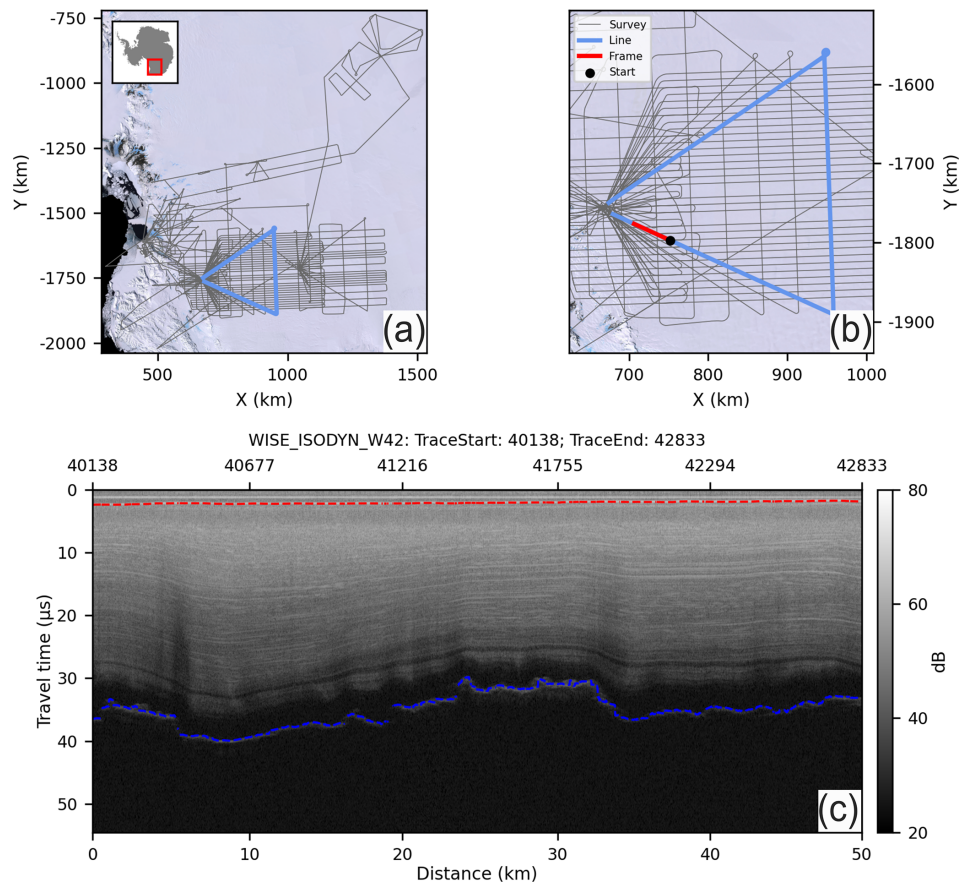 -750
-1000
-1250
-1500
-1750
-2000
Y (km)
500
1000
1500
X (km)
(a)
Survey
Line
Frame
Start
-1600
-1700
-1800
-1900
Y (km)
700
800
900
1000
X (km)
(b)
WISE_ISODYN_W42: TraceStart: 40138; TraceEnd: 42833
40138 40677 41216 41755 42294 42833
0
10
20
30
40
50
Travel time (μs)
0 10 20 30 40 50
Distance (km)
(c)
80
60
40
20
dB